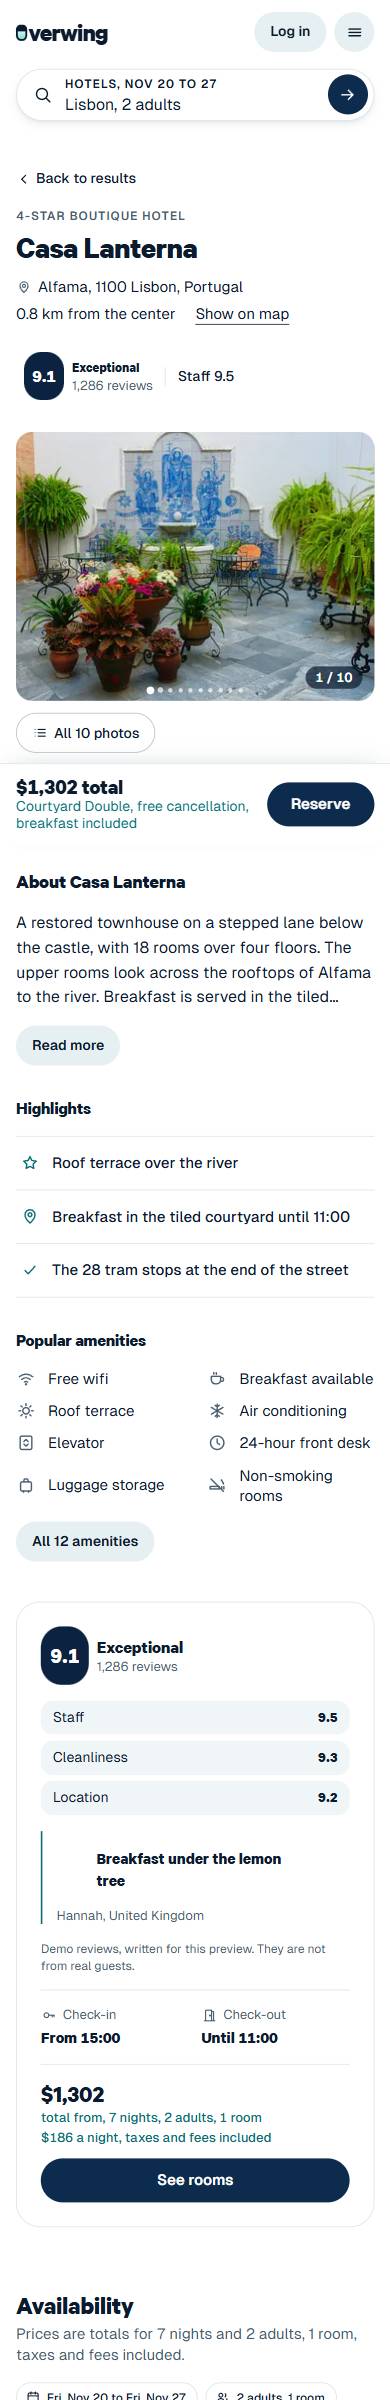 Overwing
Log in
HOTELS, NOV 20 TO 27
Lisbon, 2 adults
Back to results
4-STAR BOUTIQUE HOTEL
Casa Lanterna
Alfama, 1100 Lisbon, Portugal
0.8 km from the center Show on map
9.1 Exceptional
1,286 reviews
Staff 9.5
1 / 10
All 10 photos
$1,302 total
Courtyard Double, free cancellation,
breakfast included
Reserve
About Casa Lanterna
A restored townhouse on a stepped lane below
the castle, with 18 rooms over four floors. The
upper rooms look across the rooftops of Alfama
to the river. Breakfast is served in the tiled…
Read more
Highlights
Roof terrace over the river
Breakfast in the tiled courtyard until 11:00
The 28 tram stops at the end of the street
Popular amenities
Free wifi
Breakfast available
Roof terrace
Air conditioning
Elevator
24-hour front desk
Luggage storage
Non-smoking
rooms
All 12 amenities
9.1 Exceptional
1,286 reviews
Staff 9.5
Cleanliness 9.3
Location 9.2
Breakfast under the lemon
tree
Hannah, United Kingdom
Demo reviews, written for this preview. They are not
from real guests.
Check-in
From 15:00
Check-out
Until 11:00
$1,302
total from, 7 nights, 2 adults, 1 room
$186 a night, taxes and fees included
See rooms
Availability
Prices are totals for 7 nights and 2 adults, 1 room,
taxes and fees included.
Fri, Nov 20 to Fri, Nov 27
2 adults, 1 room